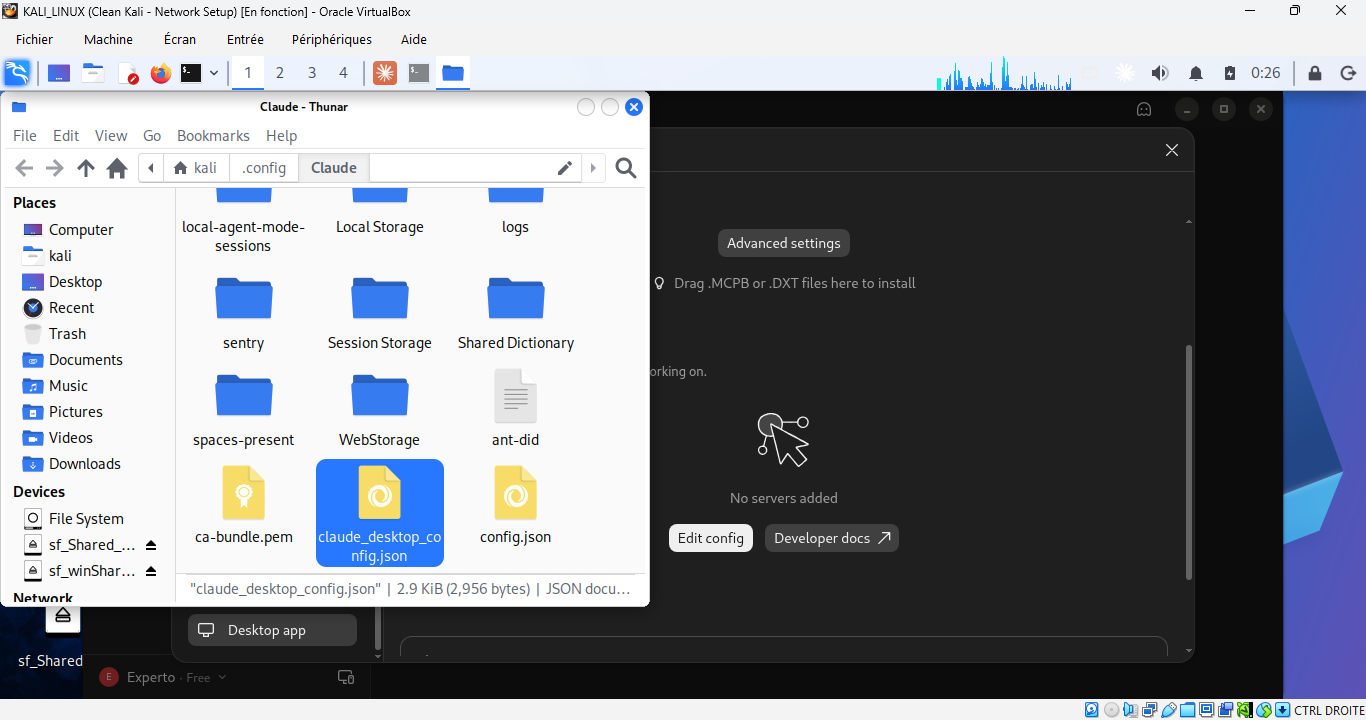 KALI_LINUX (Clean Kali - Network Setup) [En fonction] - Oracle VirtualBox
Fichier Machine Écran Entrée Périphériques Aide
1 2 3 4 0:26
Claude - Thunar
File Edit View Go Bookmarks Help
kali .config Claude
Places
Computer
kali
Desktop
Recent
Trash
Documents
Music
Pictures
Videos
Downloads
Devices
File System
sf_Shared_...
sf_winShar...
Network
local-agent-mode-
sessions
Local Storage
logs
sentry
Session Storage
Shared Dictionary
spaces-present
WebStorage
ant-did
ca-bundle.pem
claude_desktop_co
nfig.json
config.json
"claude_desktop_config.json" | 2.9 KiB (2,956 bytes) | JSON docu...
Advanced settings
Drag .MCPB or .DXT files here to install
orking on.
No servers added
Edit config
Developer docs
Desktop app
sf_Shared
E Experto · Free
CTRL DROITE